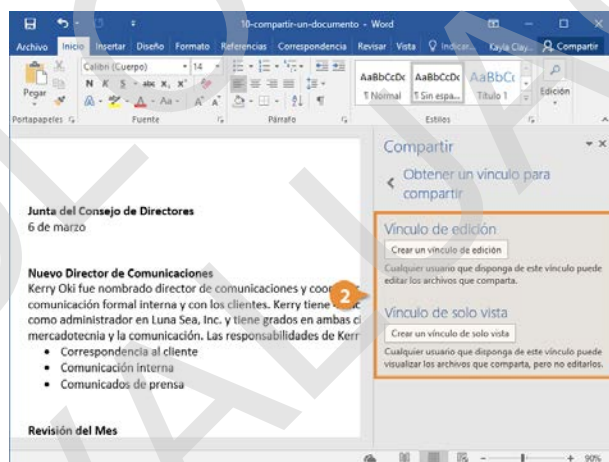 10-compartir-un-documento - Word
Archivo Inicio Insertar Diseño Formato Referencias Correspondencia Revisar Vista Indicar... Kayla Clay... Compartir
Pegar
Calibri (Cuerpo) 14
N K S abc x, x²
A Aa A A
AaBbCcDc AaBbCcDc AaBbCc
¶ Normal ¶ Sin espa... Título 1
Edición
Portapapeles Fuente Párrafo Estilos
Compartir
Obtener un vínculo para
compartir
Vínculo de edición
Crear un vínculo de edición
Cualquier usuario que disponga de este vínculo puede
editar los archivos que comparta.
2
Vínculo de solo vista
Crear un vínculo de solo vista
Cualquier usuario que disponga de este vínculo puede
visualizar los archivos que comparta, pero no editarlos.
Junta del Consejo de Directores
6 de marzo
Nuevo Director de Comunicaciones
Kerry Oki fue nombrado director de comunicaciones y coor
comunicación formal interna y con los clientes. Kerry tiene
como administrador en Luna Sea, Inc. y tiene grados en ambas ci
mercadotecnia y la comunicación. Las responsabilidades de Kerr
• Correspondencia al cliente
• Comunicación interna
• Comunicados de prensa
Revisión del Mes
90%